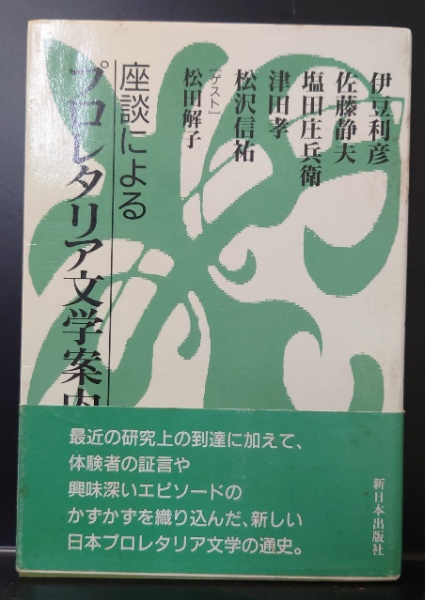 伊豆利彦
佐藤静夫
塩田庄兵衛
津田孝
松沢信祐
［ゲスト］
松田解子
座談による
プロレタリア文学案内
最近の研究上の到達に加えて、
体験者の証言や
興味深いエピソードの
かずかずを織り込んだ、新しい
日本プロレタリア文学の通史。
新日本出版社